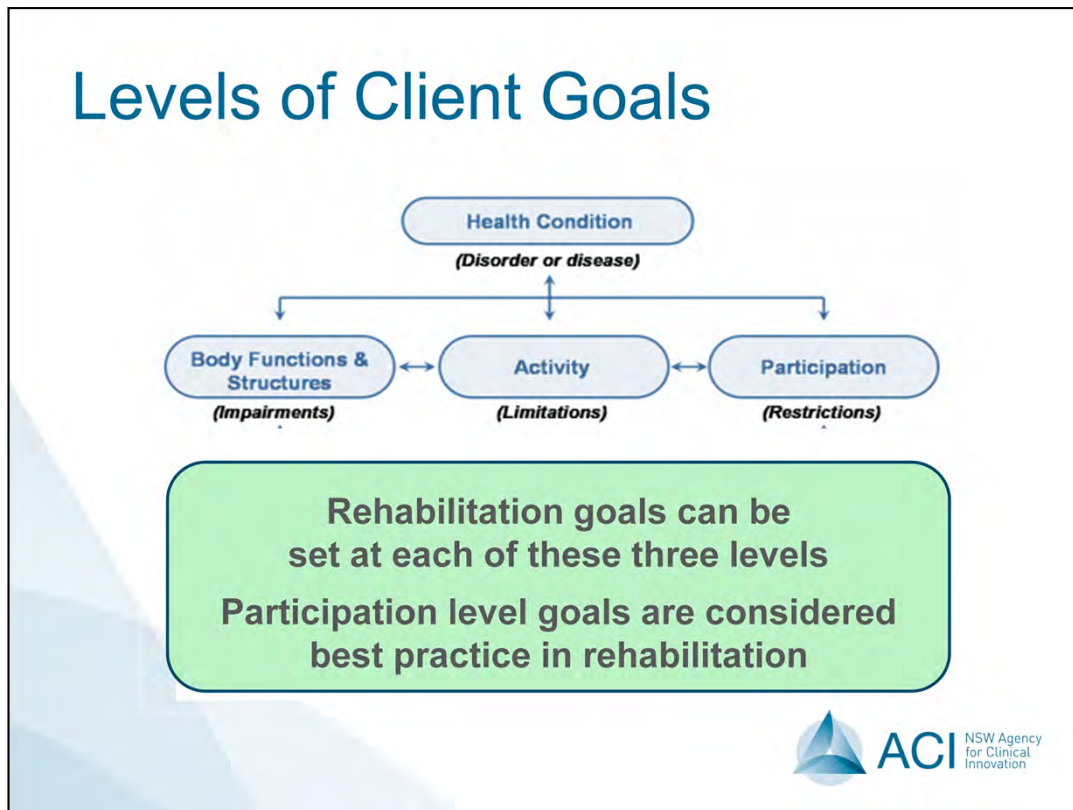 Levels of Client Goals
Health Condition
(Disorder or disease)
Body Functions &
Structures
(Impairments)
Activity
(Limitations)
Participation
(Restrictions)
Rehabilitation goals can be
set at each of these three levels
Participation level goals are considered
best practice in rehabilitation
ACI
NSW Agency
for Clinical
Innovation